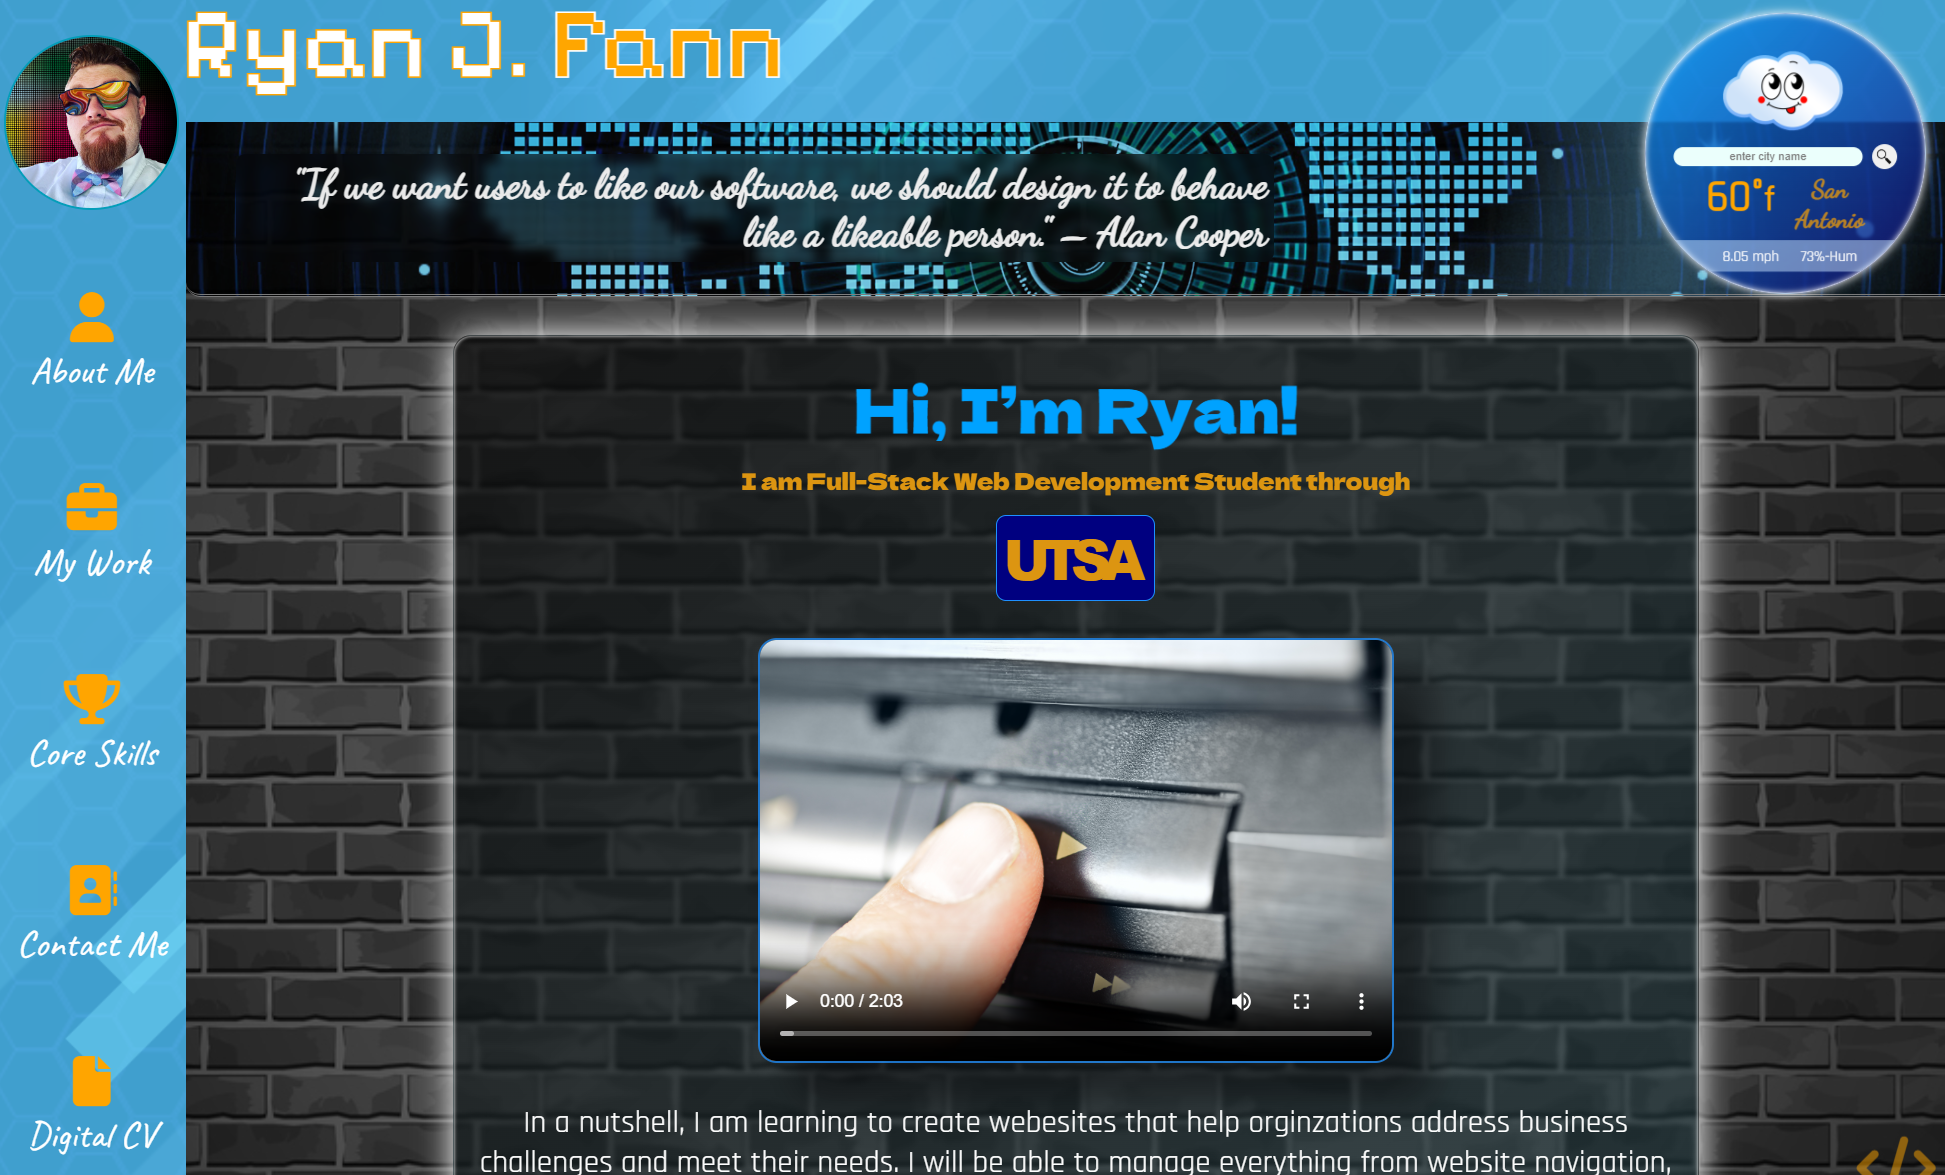 Ryan J. Fann
"If we want users to like our software, we should design it to behave
like a likeable person." – Alan Cooper
enter city name
60°f
San
Antonio
8.05 mph 73%-Hum
About Me
My Work
Core Skills
Contact Me
Digital CV
Hi, I'm Ryan!
I am Full-Stack Web Development Student through
UTSA
0:00 / 2:03
In a nutshell, I am learning to create webesites that help orginzations address business
challenges and meet their needs. I will be able to manage everything from website navigation,